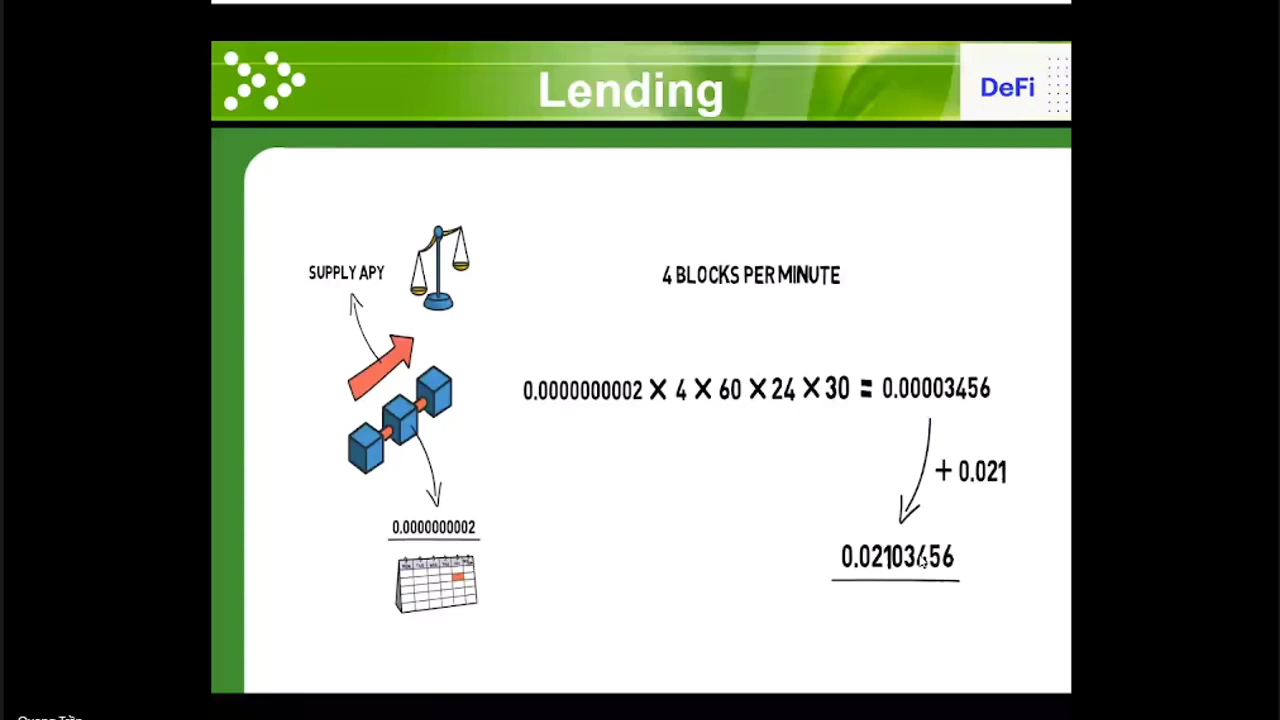 Lending
DeFi
SUPPLY APY
4 BLOCKS PER MINUTE
0.0000000002 × 4 × 60 × 24 × 30 = 0.00003456
+ 0.021
0.0000000002
0.02103456